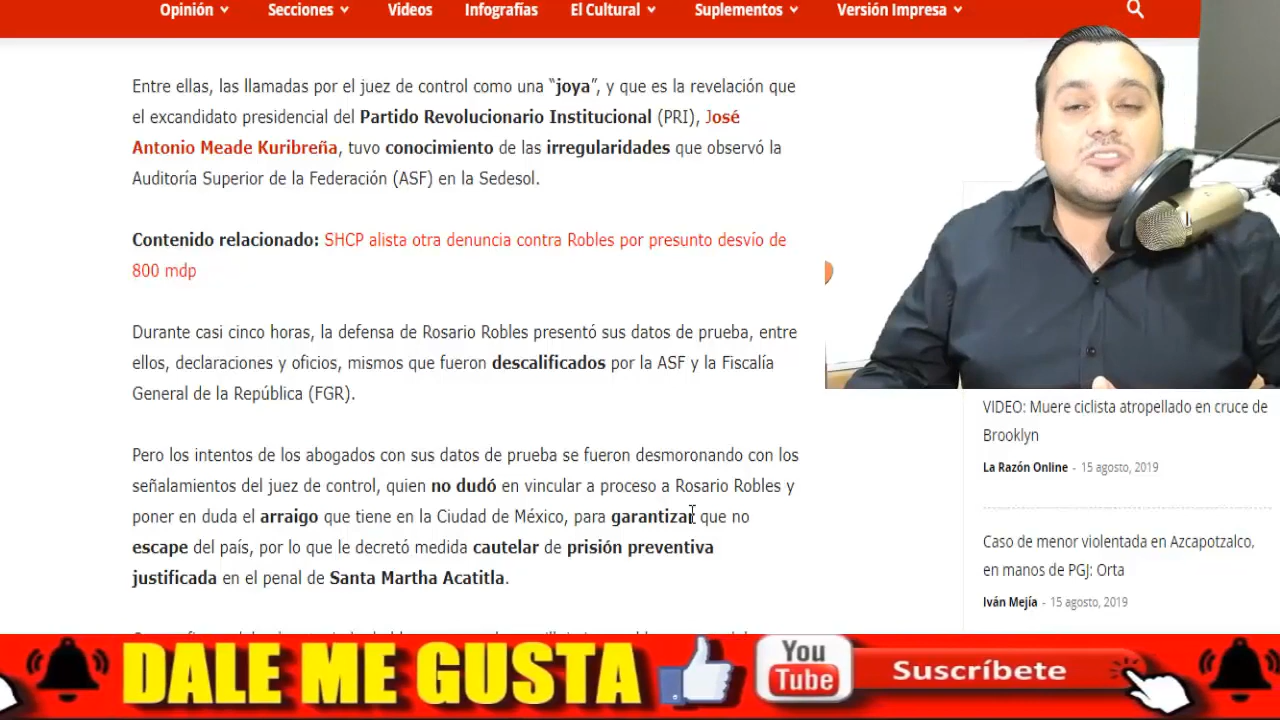 Opinión Secciones Videos Infografías El Cultural Suplementos Versión Impresa
Entre ellas, las llamadas por el juez de control como una “joya”, y que es la revelación que
el excandidato presidencial del Partido Revolucionario Institucional (PRI), José
Antonio Meade Kuribreña, tuvo conocimiento de las irregularidades que observó la
Auditoría Superior de la Federación (ASF) en la Sedesol.
Contenido relacionado: SHCP alista otra denuncia contra Robles por presunto desvío de
800 mdp
Durante casi cinco horas, la defensa de Rosario Robles presentó sus datos de prueba, entre
ellos, declaraciones y oficios, mismos que fueron descalificados por la ASF y la Fiscalía
General de la República (FGR).
Pero los intentos de los abogados con sus datos de prueba se fueron desmoronando con los
señalamientos del juez de control, quien no dudó en vincular a proceso a Rosario Robles y
poner en duda el arraigo que tiene en la Ciudad de México, para garantizar que no
escape del país, por lo que le decretó medida cautelar de prisión preventiva
justificada en el penal de Santa Martha Acatitla.
VIDEO: Muere ciclista atropellado en cruce de
Brooklyn
La Razón Online - 15 agosto, 2019
Caso de menor violentada en Azcapotzalco,
en manos de PGJ: Orta
Iván Mejía - 15 agosto, 2019
DALE ME GUSTA
You
Tube
Suscríbete